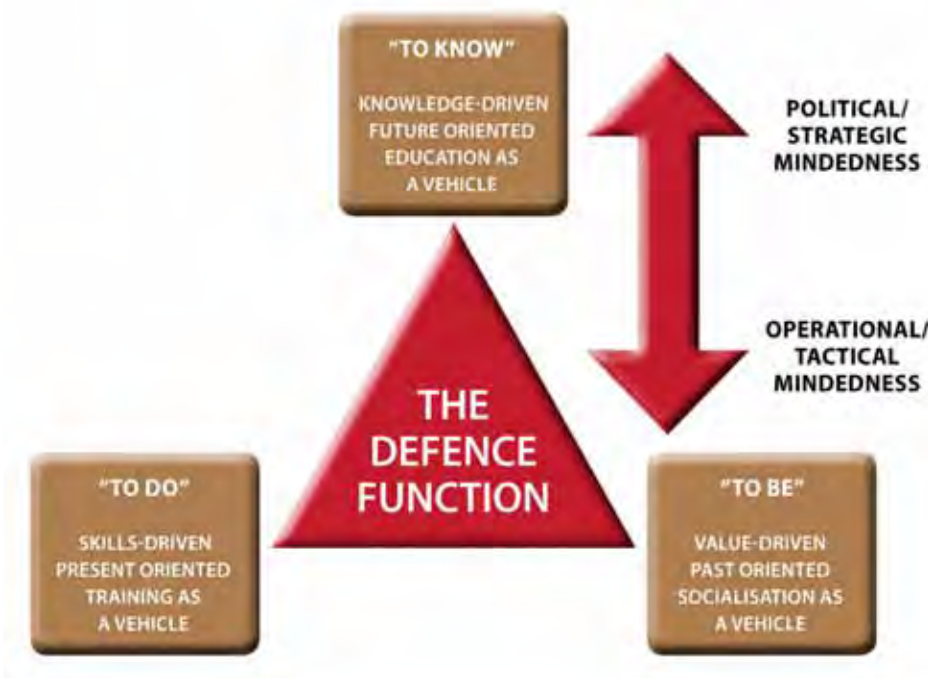 "TO KNOW"
KNOWLEDGE-DRIVEN
FUTURE ORIENTED
EDUCATION AS
A VEHICLE
POLITICAL/
STRATEGIC
MINDEDNESS
OPERATIONAL/
TACTICAL
MINDEDNESS
THE
DEFENCE
FUNCTION
"TO DO"
SKILLS-DRIVEN
PRESENT ORIENTED
TRAINING AS
A VEHICLE
"TO BE"
VALUE-DRIVEN
PAST ORIENTED
SOCIALISATION AS
A VEHICLE